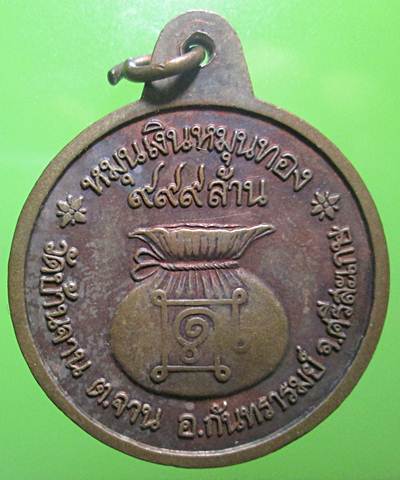 หมุนเงินหมุนทอง
๙๙๙ ล้าน
วัดบ้านจาน ต.จาน อ.กันทรารมย์ จ.ศรีสะเกษ